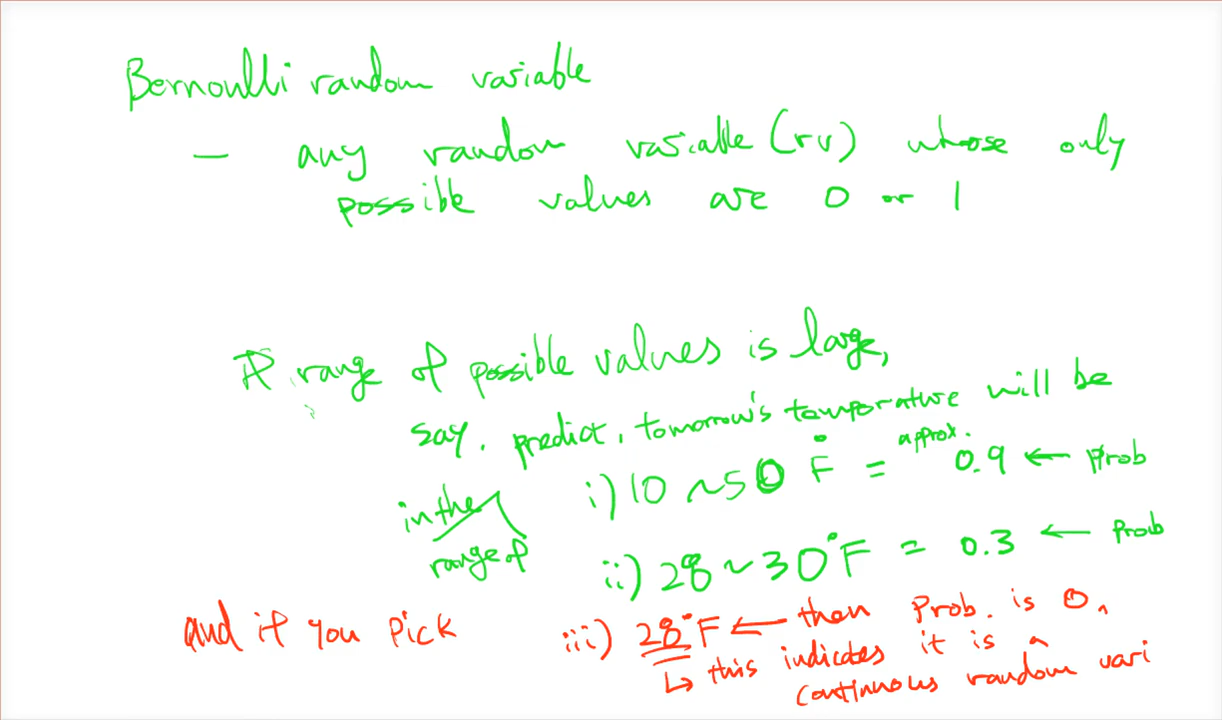 Bernoulli random variable
— any random variable (rv) whose only
possible values are 0 or 1
If range of possible values is large,
say, predict, tomorrow's temporature will be
in the range of
i) 10 ~ 50 °F = approx. 0.9 ← Prob
ii) 28 ~ 30°F = 0.3 ← Prob
and if you pick iii) 28°F ← then Prob. is 0,
↳ this indicates it is a
continuous random vari